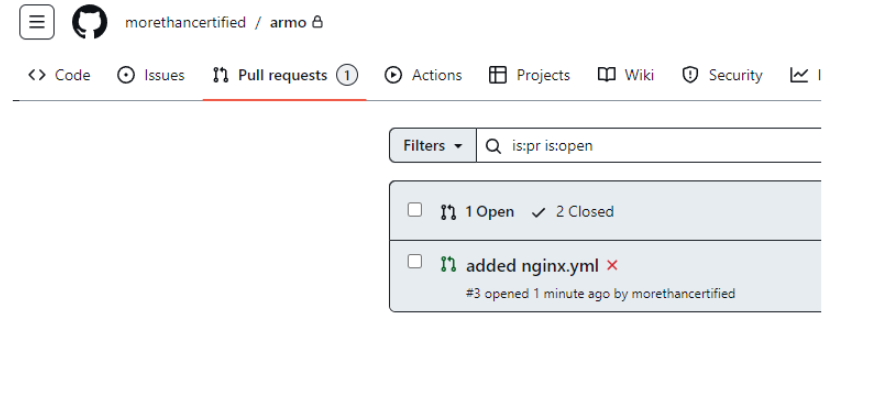 morethancertified / armo
Code Issues Pull requests 1 Actions Projects Wiki Security
Filters is:pr is:open
1 Open 2 Closed
added nginx.yml
#3 opened 1 minute ago by morethancertified